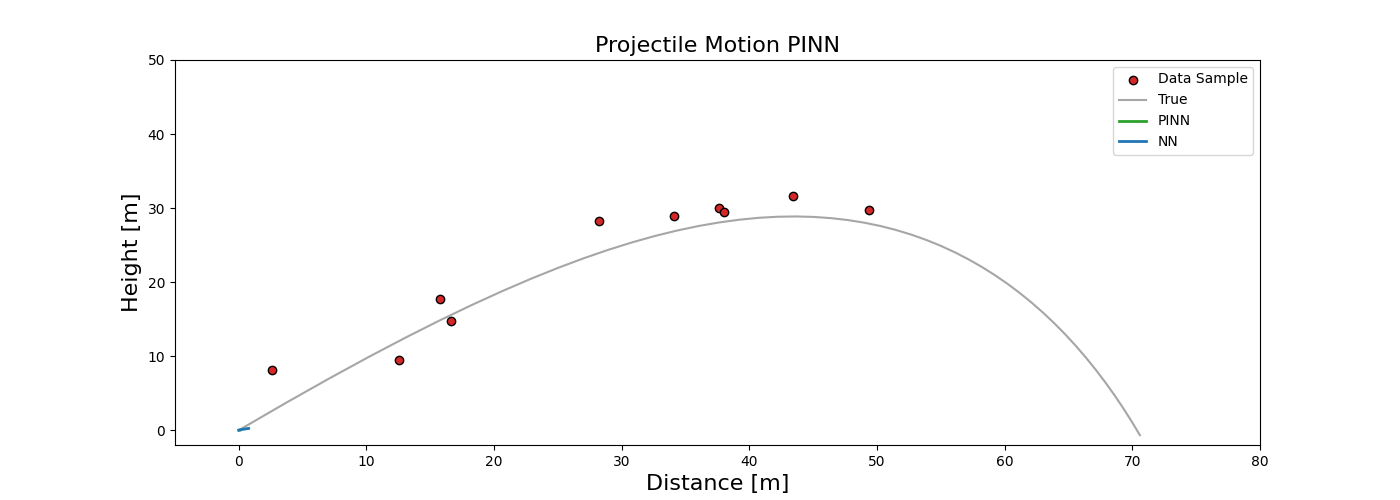 Projectile Motion PINN
50
40
30
20
10
0
Height [m]
Data Sample
True
PINN
NN
0 10 20 30 40 50 60 70 80
Distance [m]